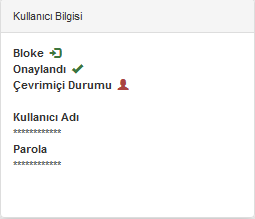 Kullanıcı Bilgisi
Bloke
Onaylandı
Çevrimiçi Durumu
Kullanıcı Adı
************
Parola
************